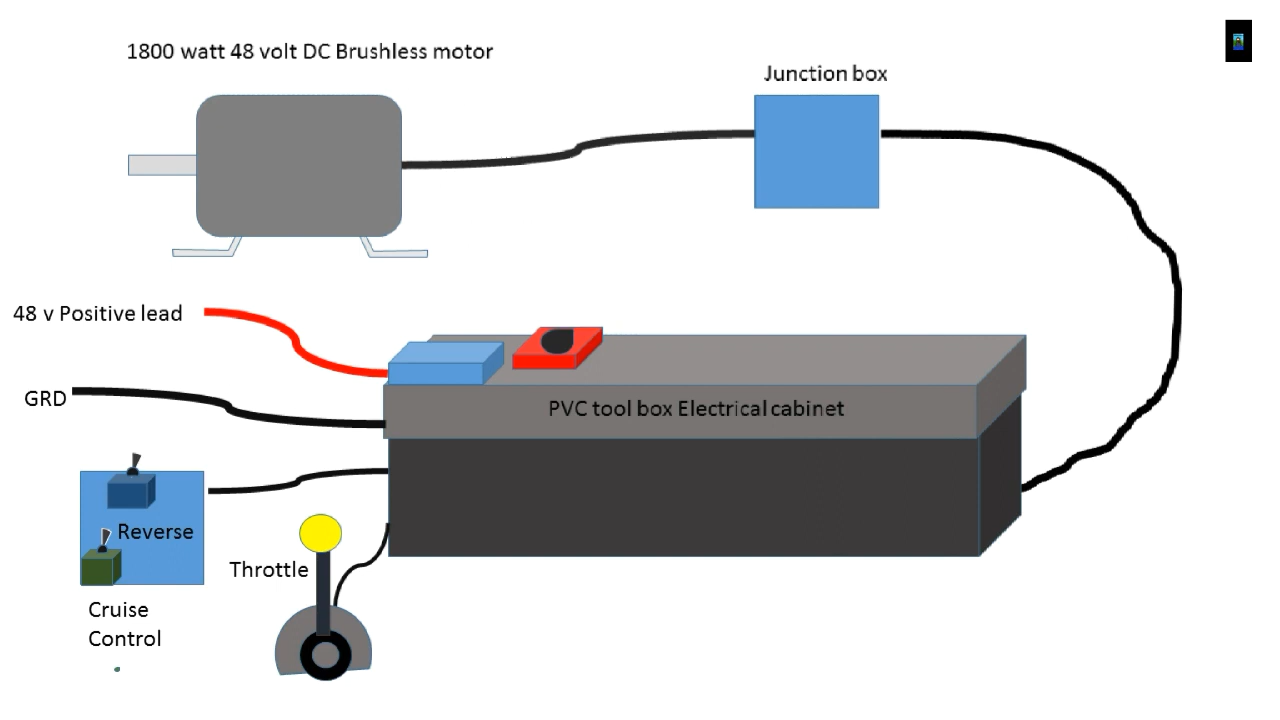 1800 watt 48 volt DC Brushless motor
Junction box
48 v Positive lead
GRD
PVC tool box Electrical cabinet
Reverse
Throttle
Cruise
Control